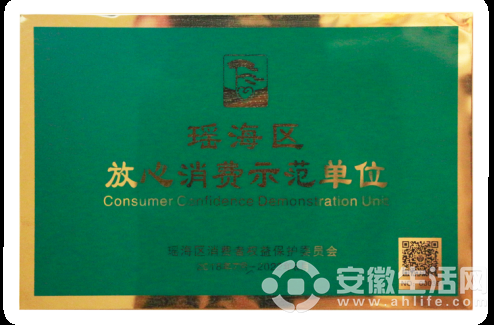 瑶海区
放心消费示范单位
Consumer Confidence Demonstration Unit
瑶海区消费者权益保护委员会
安徽生活网
www.ahlife.com